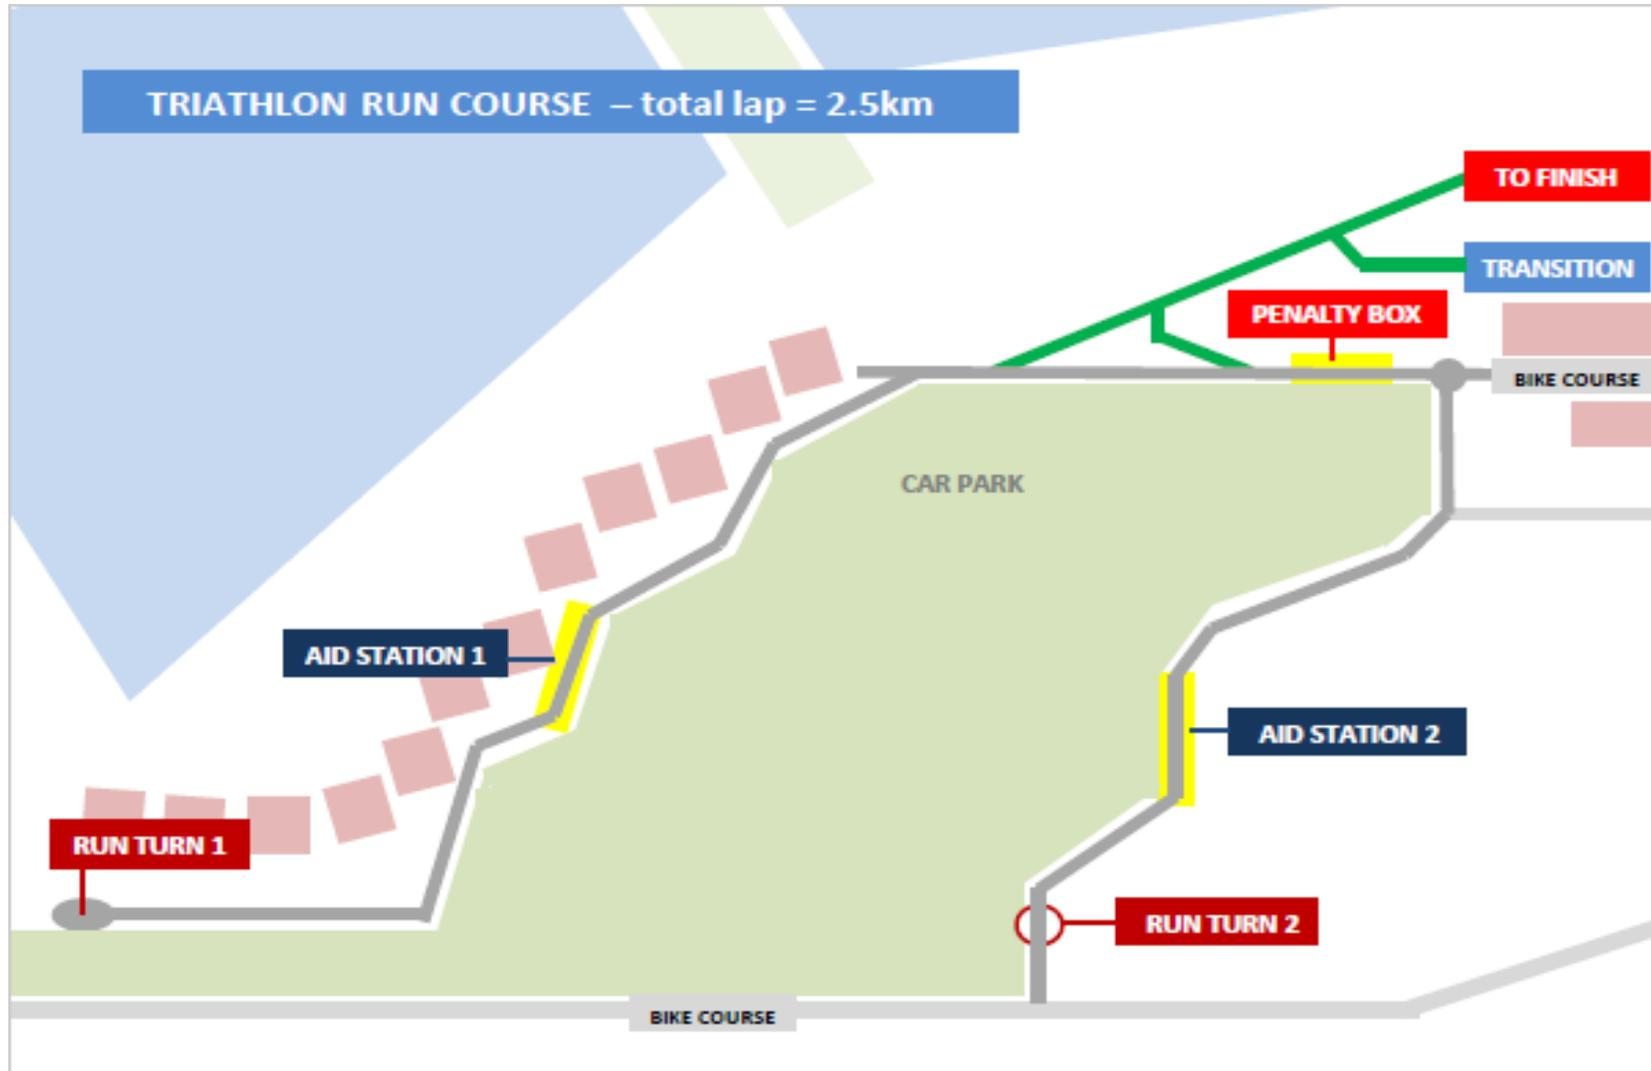 TRIATHLON RUN COURSE – total lap = 2.5km
TO FINISH
TRANSITION
PENALTY BOX
BIKE COURSE
CAR PARK
AID STATION 1
AID STATION 2
RUN TURN 1
RUN TURN 2
BIKE COURSE